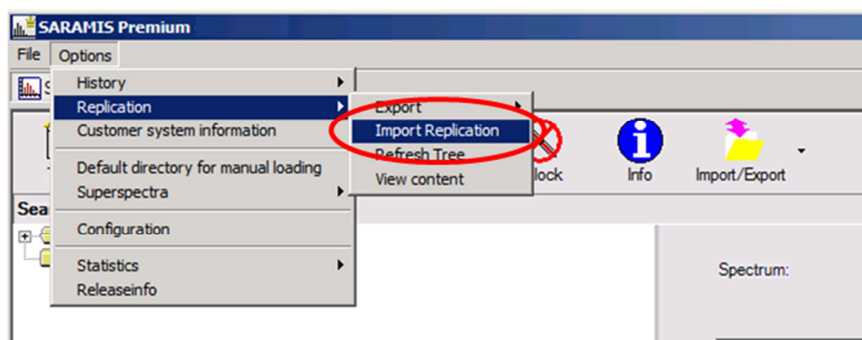 SARAMIS Premium
File Options
History
Replication
Customer system information
Default directory for manual loading
Superspectra
Configuration
Statistics
Releaseinfo
Export
Import Replication
Refresh Tree
View content
lock
Info
Import/Export
Sea
Spectrum: